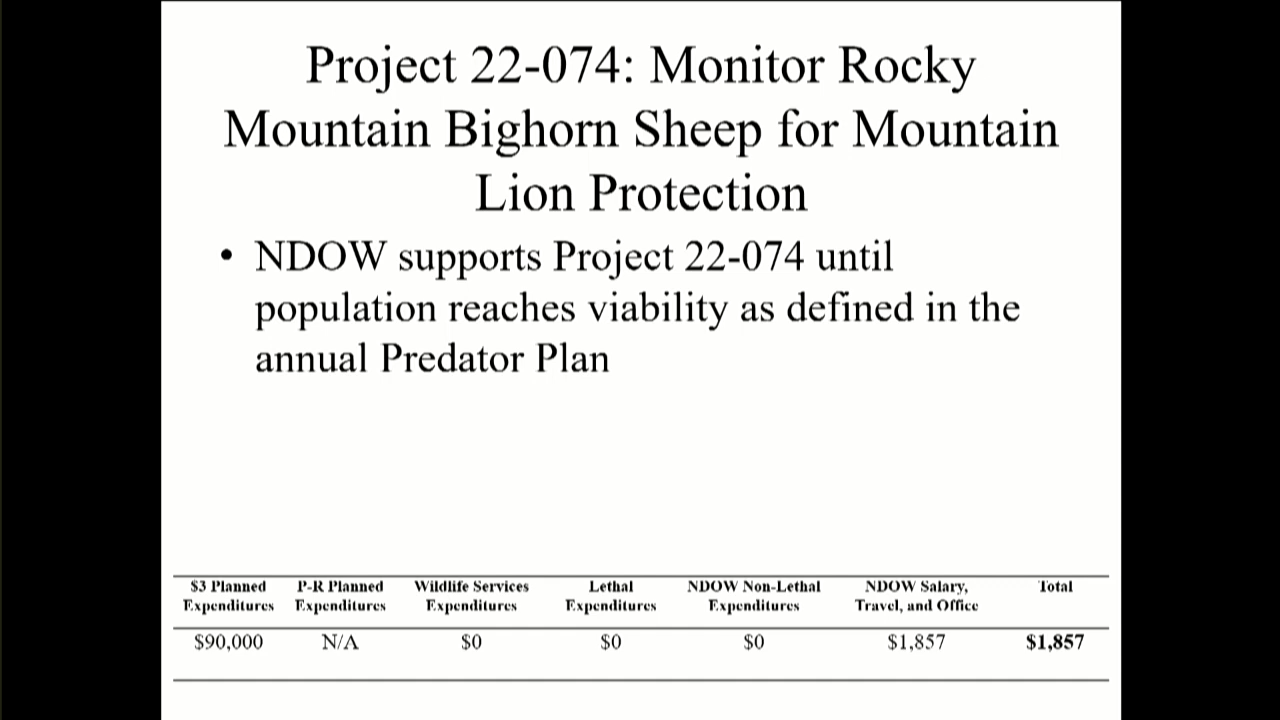 Project 22-074: Monitor Rocky
Mountain Bighorn Sheep for Mountain
Lion Protection
• NDOW supports Project 22-074 until
population reaches viability as defined in the
annual Predator Plan
$3 Planned P-R Planned Wildlife Services Lethal NDOW Non-Lethal NDOW Salary, Total
Expenditures Expenditures Expenditures Expenditures Expenditures Travel, and Office
$90,000 N/A $0 $0 $0 $1,857 $1,857